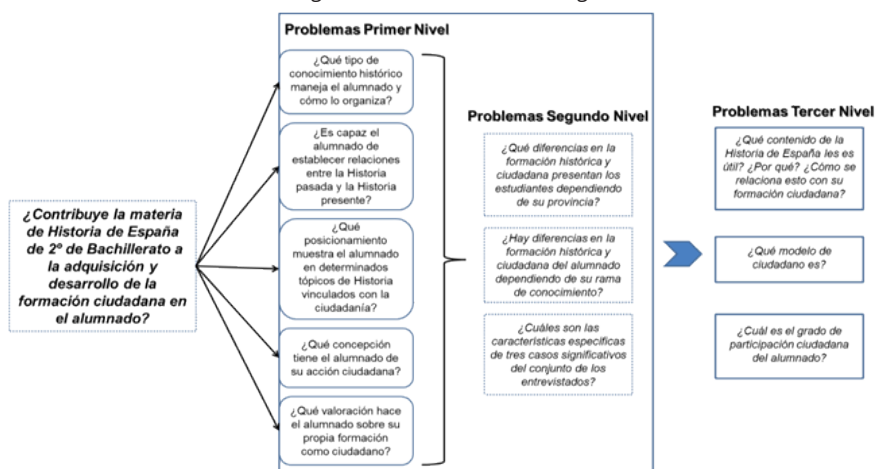 ¿Contribuye la materia
de Historia de España
de 2º de Bachillerato a
la adquisición y
desarrollo de la
formación ciudadana en
el alumnado?
Problemas Primer Nivel
¿Qué tipo de
conocimiento histórico
maneja el alumnado y
cómo lo organiza?
¿Es capaz el
alumnado de
establecer relaciones
entre la Historia
pasada y la Historia
presente?
¿Qué
posicionamiento
muestra el alumnado
en determinados
tópicos de Historia
vinculados con la
ciudadanía?
¿Qué concepción
tiene el alumnado de
su acción ciudadana?
¿Qué valoración hace
el alumnado sobre su
propia formación
como ciudadano?
Problemas Segundo Nivel
¿Qué diferencias en la
formación histórica y
ciudadana presentan los
estudiantes dependiendo
de su provincia?
¿Hay diferencias en la
formación histórica y
ciudadana del alumnado
dependiendo de su rama
de conocimiento?
¿Cuáles son las
características específicas
de tres casos significativos
del conjunto de los
entrevistados?
Problemas Tercer Nivel
¿Qué contenido de la
Historia de España les es
útil? ¿Por qué? ¿Cómo se
relaciona esto con su
formación ciudadana?
¿Qué modelo de
ciudadano es?
¿Cuál es el grado de
participación ciudadana
del alumnado?